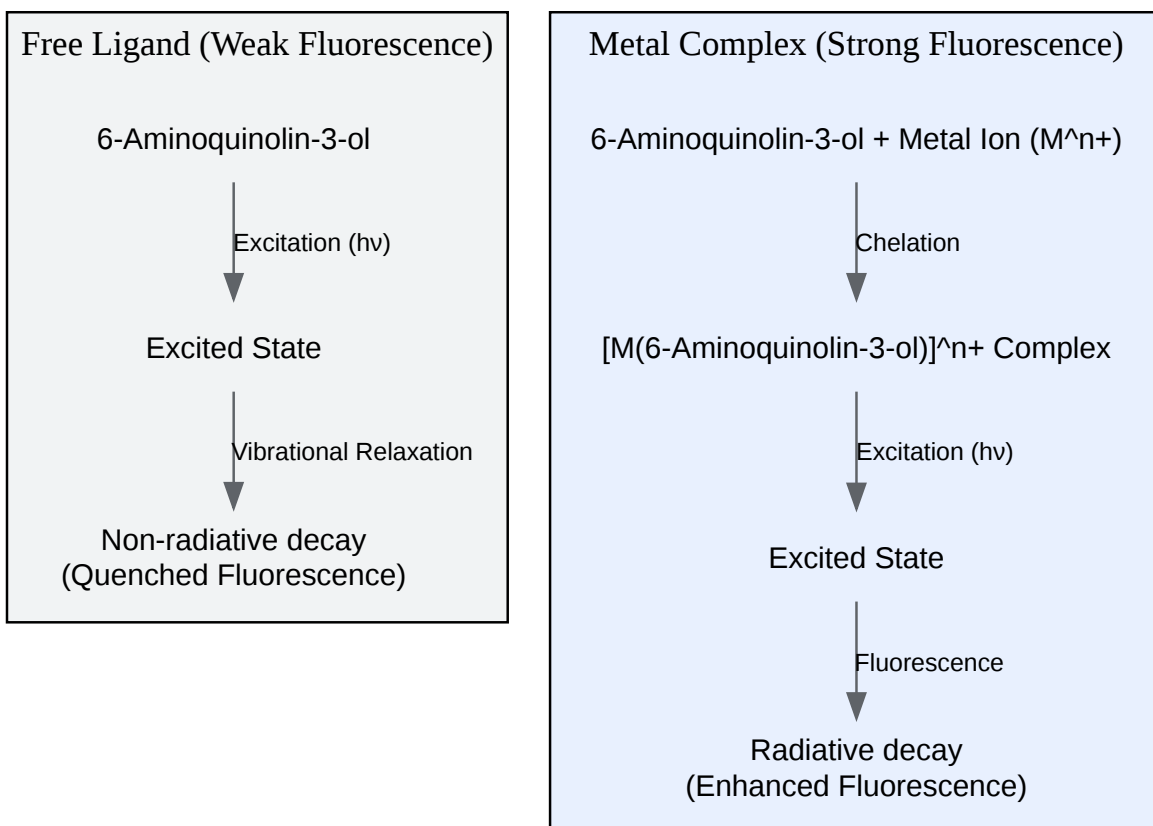 Free Ligand (Weak Fluorescence)
6-Aminoquinolin-3-ol
Excitation (hν)
Excited State
Vibrational Relaxation
Non-radiative decay
(Quenched Fluorescence)
Metal Complex (Strong Fluorescence)
6-Aminoquinolin-3-ol + Metal Ion (M^n+)
Chelation
[M(6-Aminoquinolin-3-ol)]^n+ Complex
Excitation (hν)
Excited State
Fluorescence
Radiative decay
(Enhanced Fluorescence)